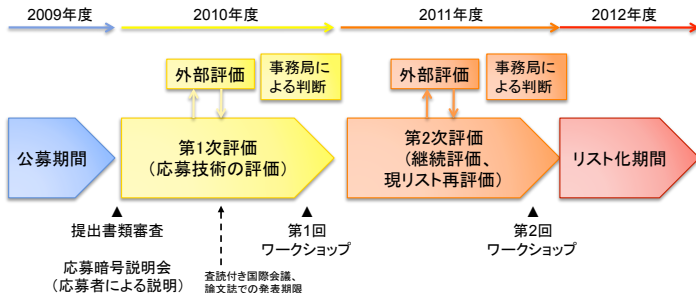 2009年度
2010年度
2011年度
2012年度
外部評価
事務局に
よる判断
外部評価
事務局に
よる判断
公募期間
第1次評価
(応募技術の評価)
第2次評価
(継続評価、
現リスト再評価)
リスト化期間
提出書類審査
第1回
ワークショップ
第2回
ワークショップ
応募暗号説明会
(応募者による説明)
査読付き国際会議、
論文誌での発表期限